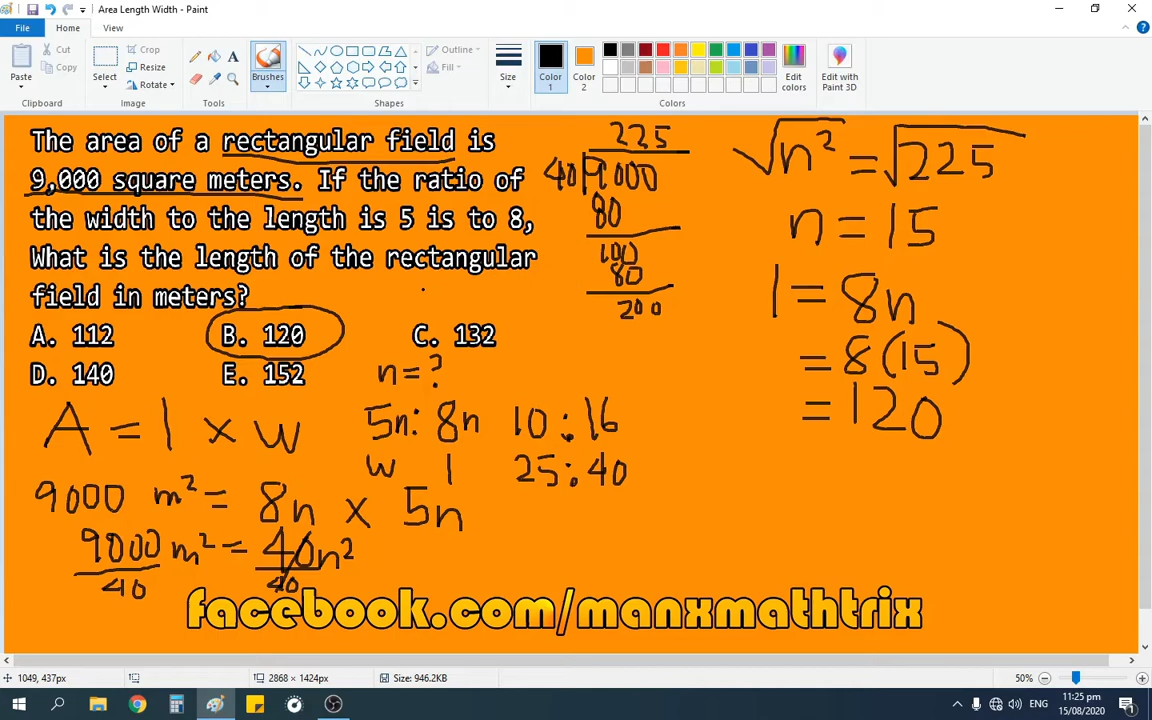 Area Length Width - Paint
File Home View
Paste Cut Copy Clipboard
Select Crop Resize Rotate Image
A Tools
Brushes
Outline Fill Shapes
Size
Color 1 Color 2 Edit colors Colors
Edit with Paint 3D
The area of a rectangular field is
9,000 square meters. If the ratio of
the width to the length is 5 is to 8,
What is the length of the rectangular
field in meters?
A. 112 B. 120 C. 132
D. 140 E. 152
n = ?
A = l x w
5n : 8n 10 : 16
w l 25 : 40
9000 m² = 8n x 5n
9000 m² = 40n²
40 40
225
40 9000
80
100
80
200
√n² = √225
n = 15
l = 8n
= 8(15)
= 120
facebook.com/manxmathtrix
1049, 437px 2868 × 1424px Size: 946.2KB 50%
ENG 11:25 pm
15/08/2020 1